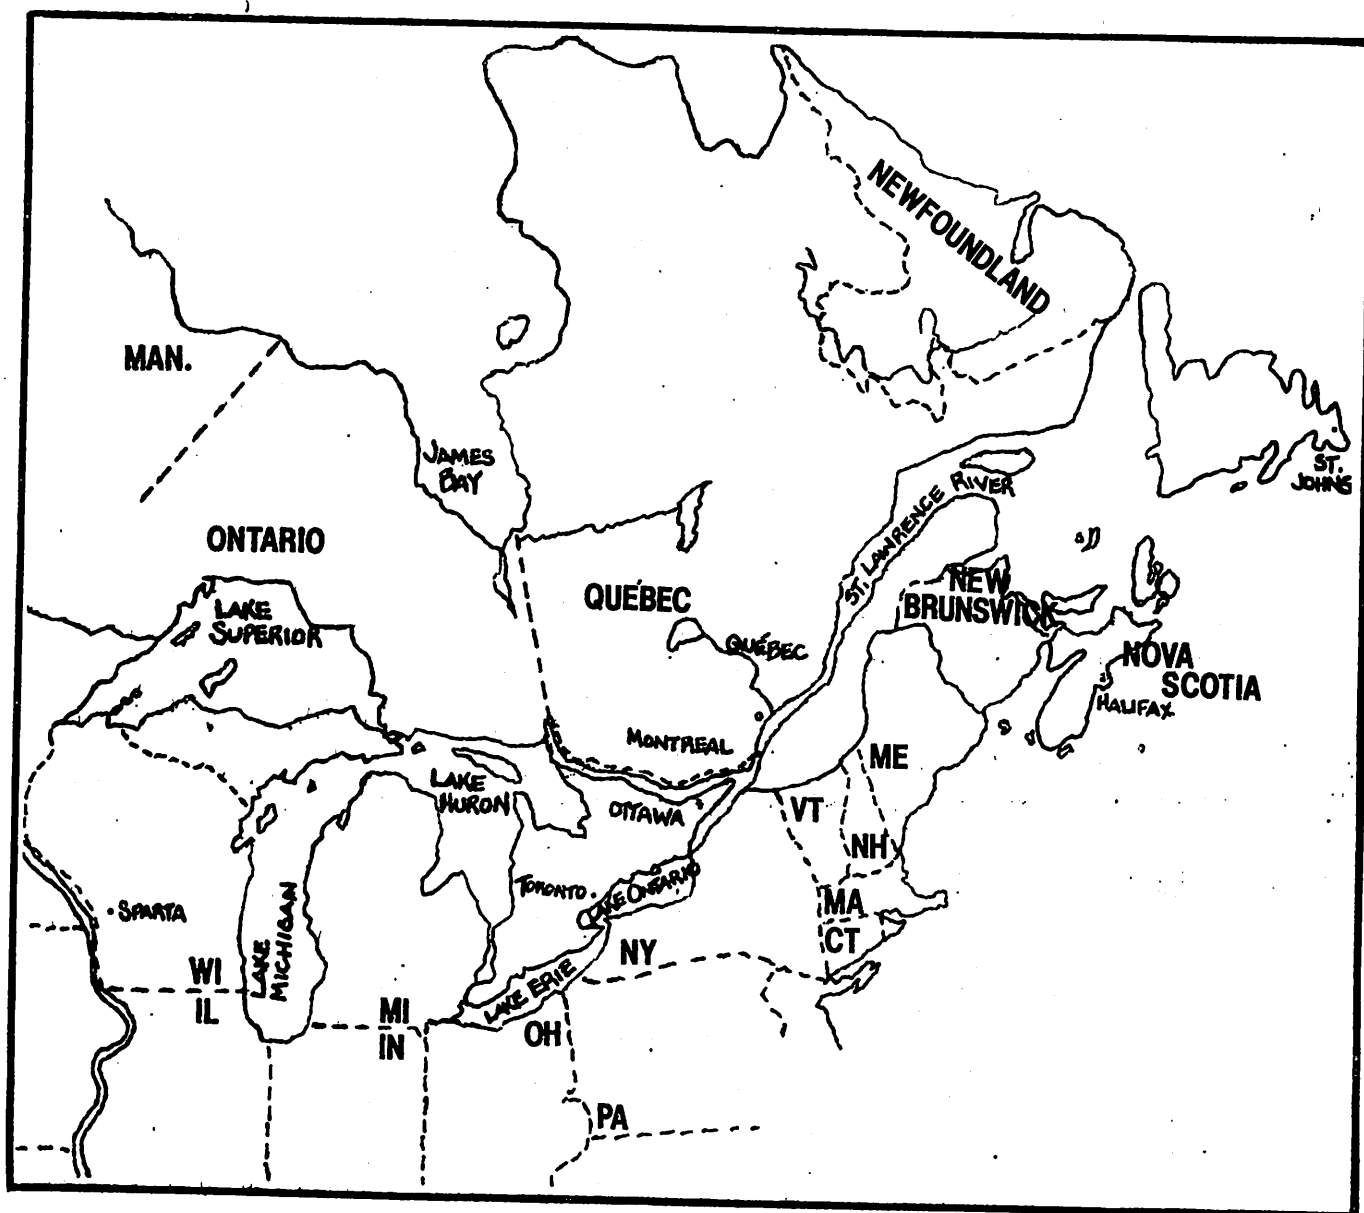 NEWFOUNDLAND
MAN.
JAMES
BAY
ST.
JOHNS
ST. LAWRENCE RIVER
ONTARIO
QUÉBEC
NEW
BRUNSWICK
LAKE
SUPERIOR
QUÉBEC
NOVA
SCOTIA
HALIFAX
MONTREAL
ME
LAKE
HURON
OTTAWA
VT
NH
TORONTO
LAKE ONTARIO
MA
SPARTA
CT
NY
LAKE
MICHIGAN
WI
IL
LAKE ERIE
MI
IN
OH
PA